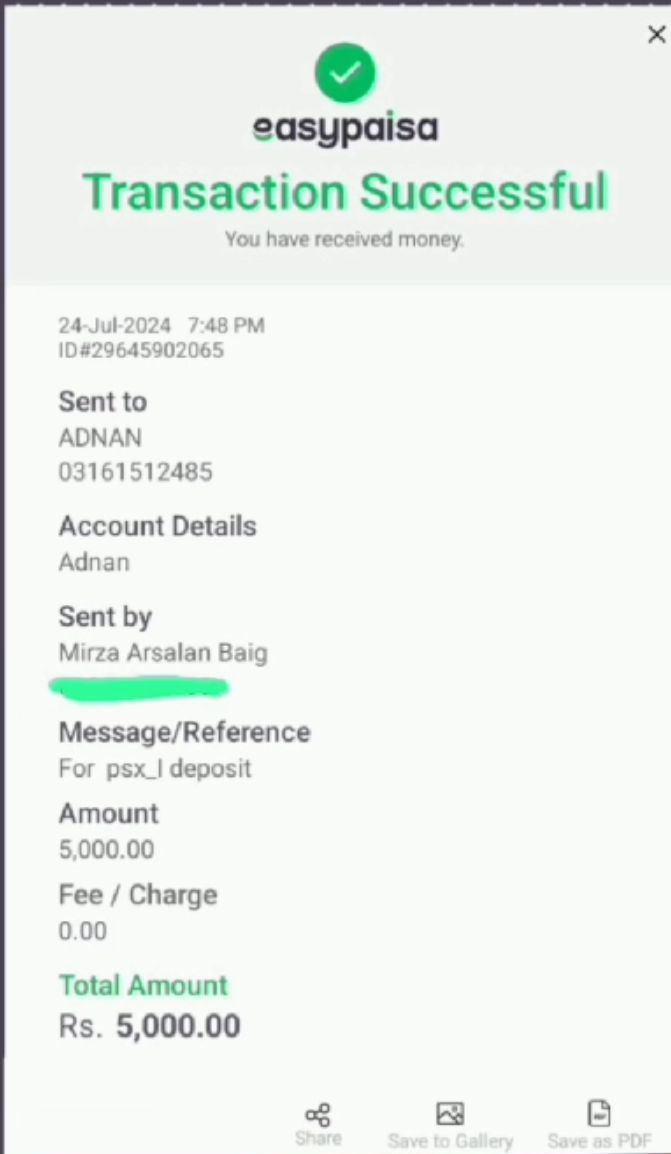 easypaisa
Transaction Successful
You have received money.
24-Jul-2024 7:48 PM
ID#29645902065
Sent to
ADNAN
03161512485
Account Details
Adnan
Sent by
Mirza Arsalan Baig
Message/Reference
For psx_l deposit
Amount
5,000.00
Fee / Charge
0.00
Total Amount
Rs. 5,000.00
Share Save to Gallery Save as PDF